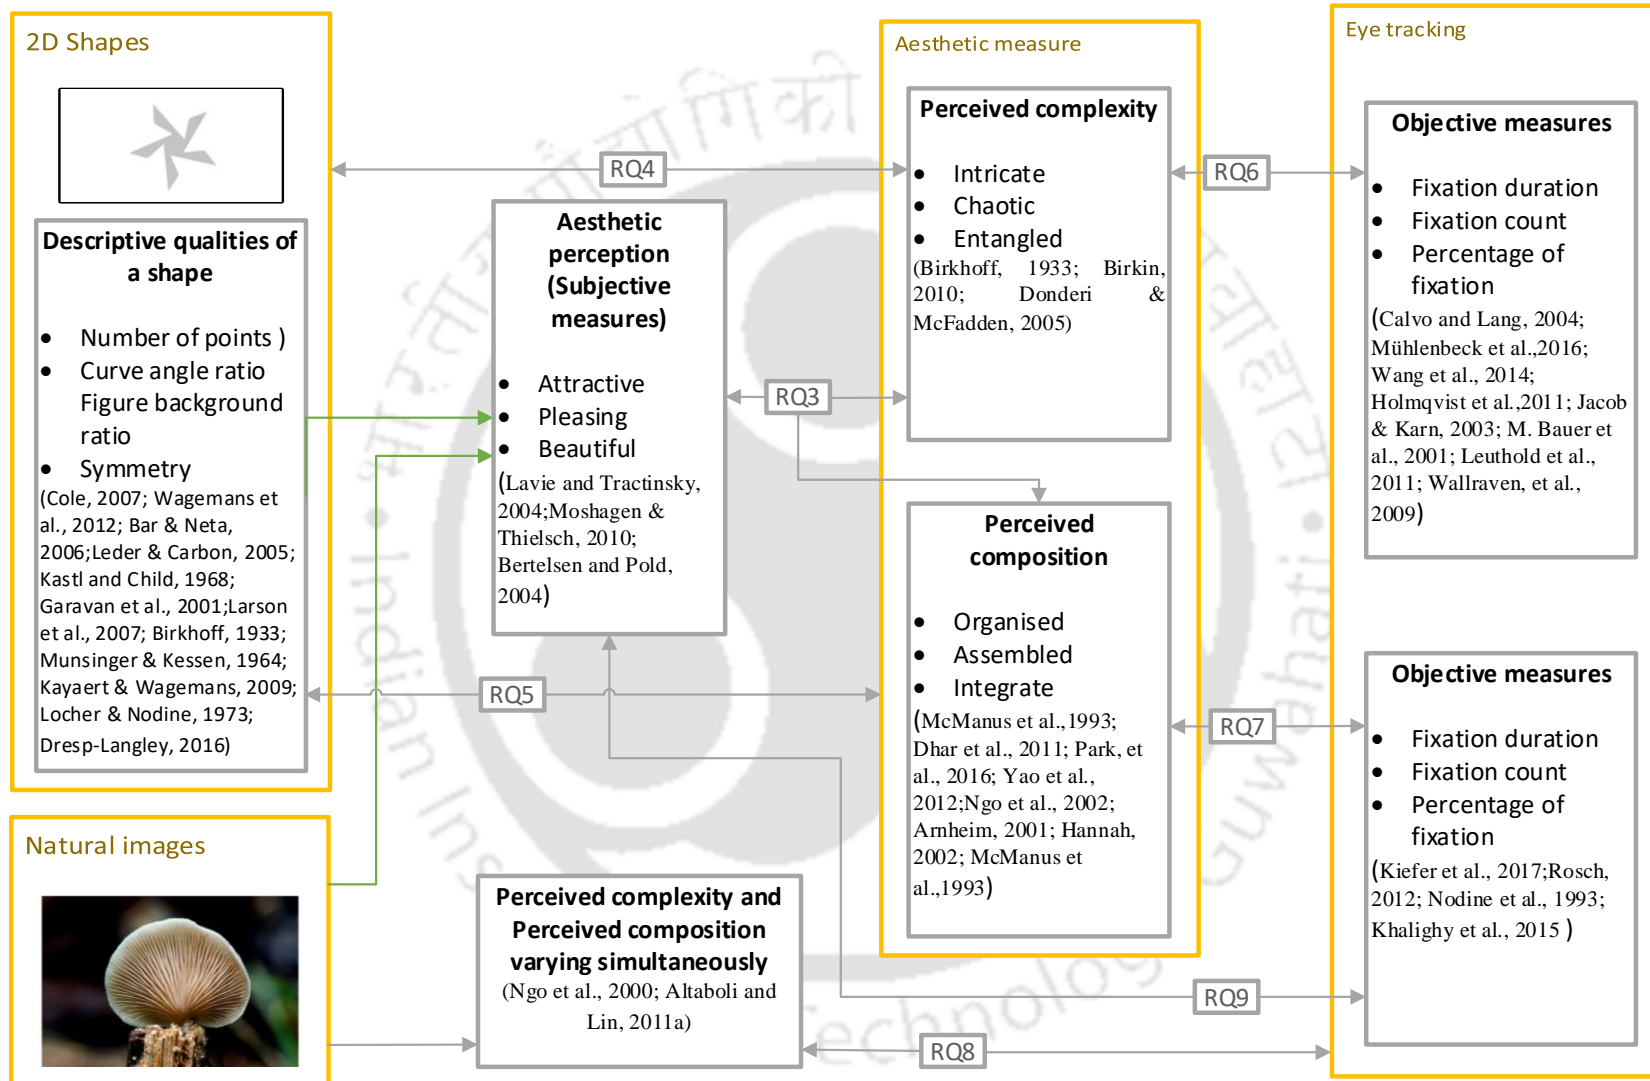 2D Shapes
Descriptive qualities of
a shape
• Number of points )
• Curve angle ratio
Figure background
ratio
• Symmetry
(Cole, 2007; Wagemans et
al., 2012; Bar & Neta,
2006;Leder & Carbon, 2005;
Kastl and Child, 1968;
Garavan et al., 2001;Larson
et al., 2007; Birkhoff, 1933;
Munsinger & Kessen, 1964;
Kayaert & Wagemans, 2009;
Locher & Nodine, 1973;
Dresp-Langley, 2016)
Natural images
RQ4
Aesthetic
perception
(Subjective
measures)
• Attractive
• Pleasing
• Beautiful
(Lavie and Tractinsky,
2004;Moshagen &
Thielsch, 2010;
Bertelsen and Pold,
2004)
RQ5
Perceived complexity and
Perceived composition
varying simultaneously
(Ngo et al., 2000; Altaboli and
Lin, 2011a)
RQ3
Aesthetic measure
Perceived complexity
• Intricate
• Chaotic
• Entangled
(Birkhoff, 1933; Birkin,
2010; Donderi &
McFadden, 2005)
Perceived
composition
• Organised
• Assembled
• Integrate
(McManus et al.,1993;
Dhar et al., 2011; Park, et
al., 2016; Yao et al.,
2012;Ngo et al., 2002;
Arnheim, 2001; Hannah,
2002; McManus et
al.,1993)
RQ6
RQ7
RQ9
RQ8
Eye tracking
Objective measures
• Fixation duration
• Fixation count
• Percentage of
fixation
(Calvo and Lang, 2004;
Mühlenbeck et al.,2016;
Wang et al., 2014;
Holmqvist et al.,2011; Jacob
& Karn, 2003; M. Bauer et
al., 2001; Leuthold et al.,
2011; Wallraven, et al.,
2009)
Objective measures
• Fixation duration
• Fixation count
• Percentage of
fixation
(Kiefer et al., 2017;Rosch,
2012; Nodine et al., 1993;
Khalighy et al., 2015 )
Indian Ins
Technolog
Guwahati